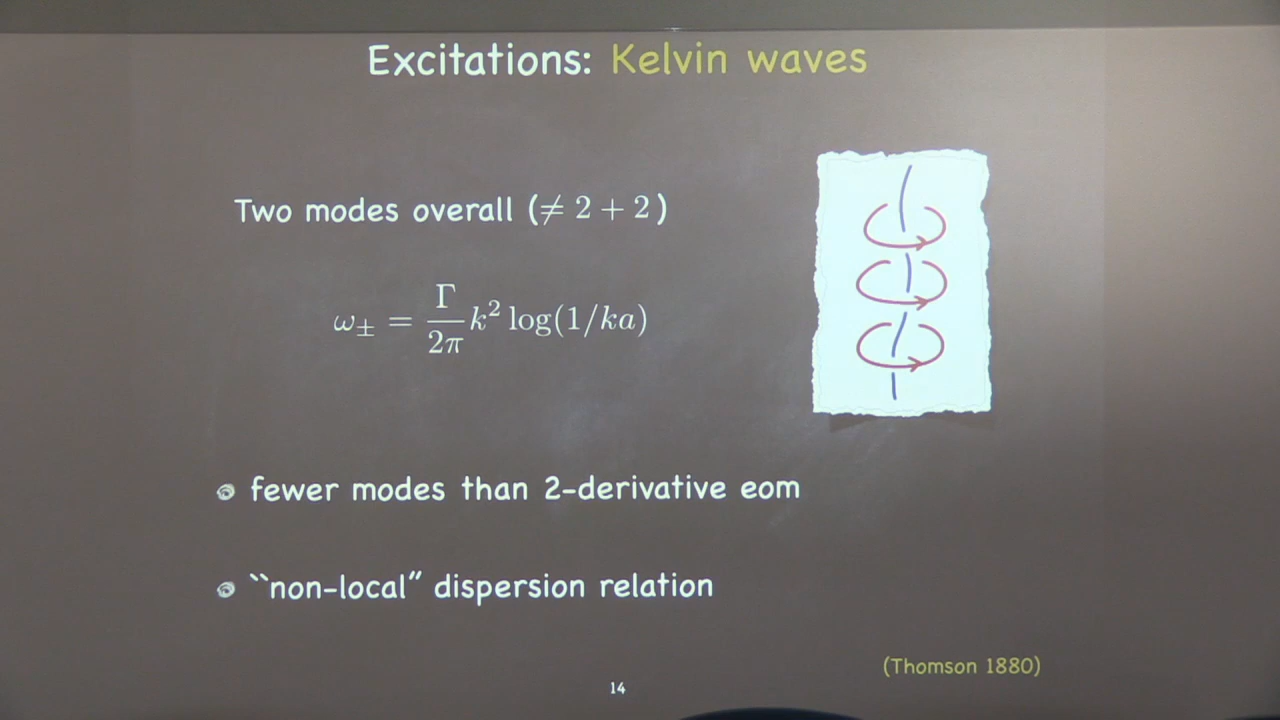 Excitations: Kelvin waves
Two modes overall (≠ 2 + 2)
ω± = Γ/2π k² log(1/ka)
fewer modes than 2-derivative eom
``non-local” dispersion relation
(Thomson 1880)
14